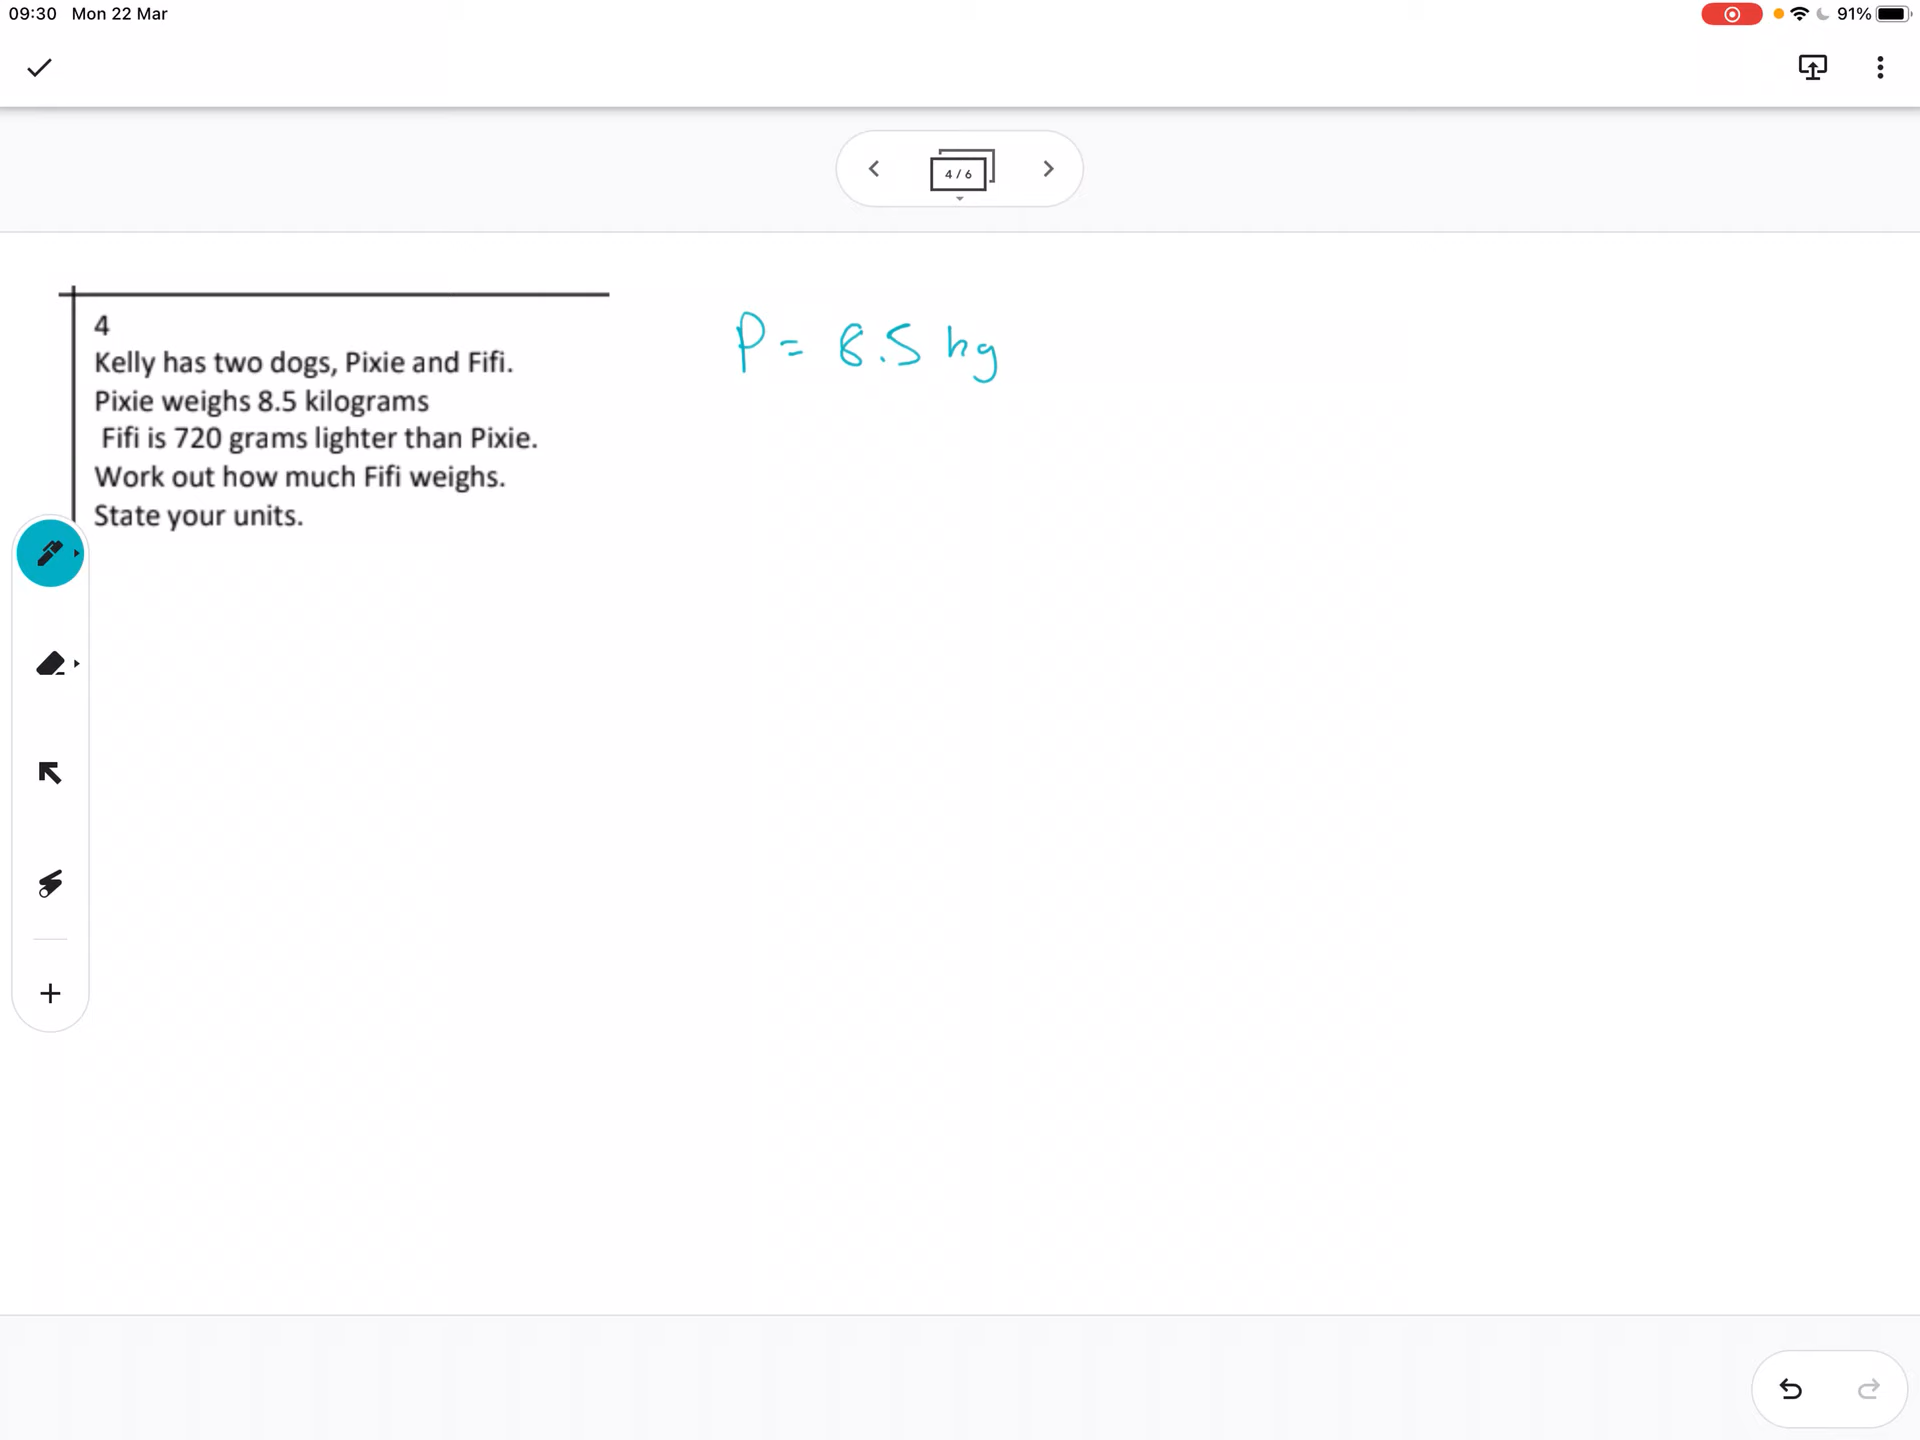 09:30 Mon 22 Mar
91%
4 / 6
4
Kelly has two dogs, Pixie and Fifi.
Pixie weighs 8.5 kilograms
Fifi is 720 grams lighter than Pixie.
Work out how much Fifi weighs.
State your units.
P = 8.5 kg